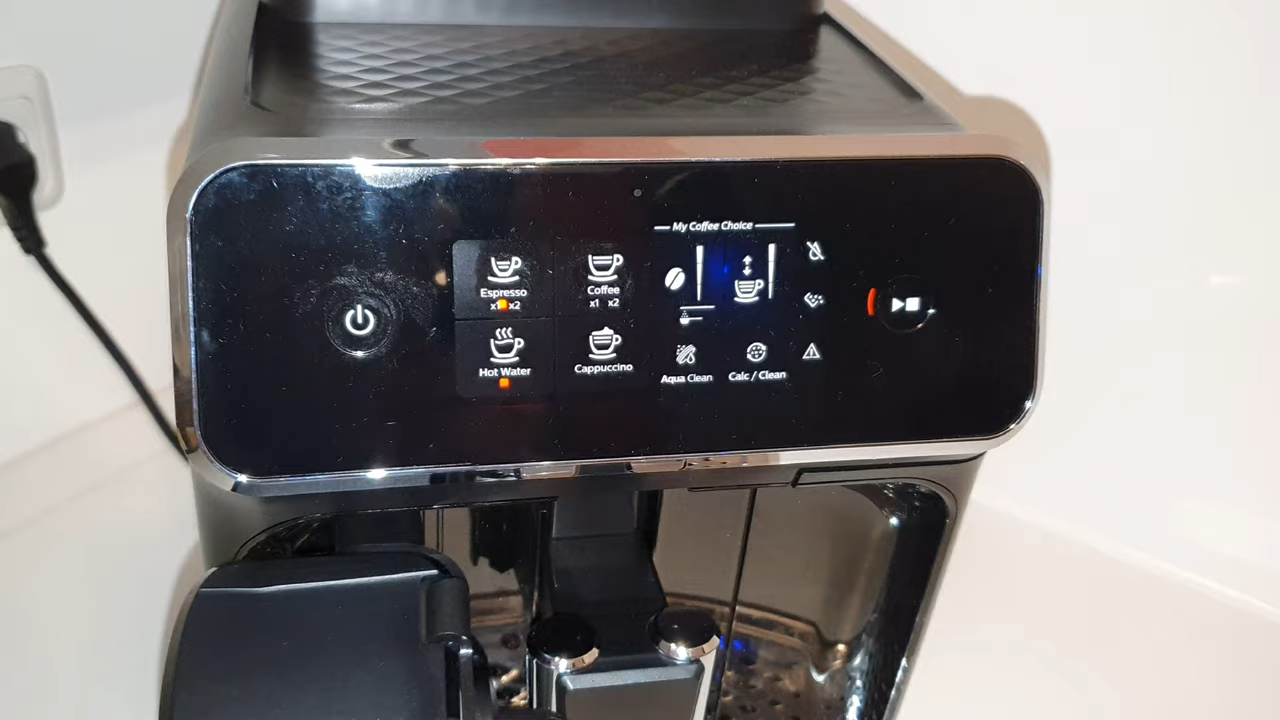 My Coffee Choice
Espresso
x1 x2
Coffee
x1 x2
Hot Water
Cappuccino
Aqua Clean
Calc / Clean